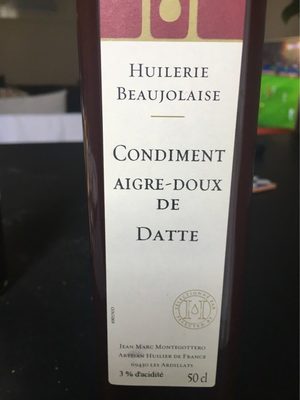 Huilerie
Beaujolaise
Condiment
aigre-doux
de
Datte
Jean Marc Montegottero
Artisan Huilier de France
69430 Les Ardillats
3 % d'acidité
50 cl